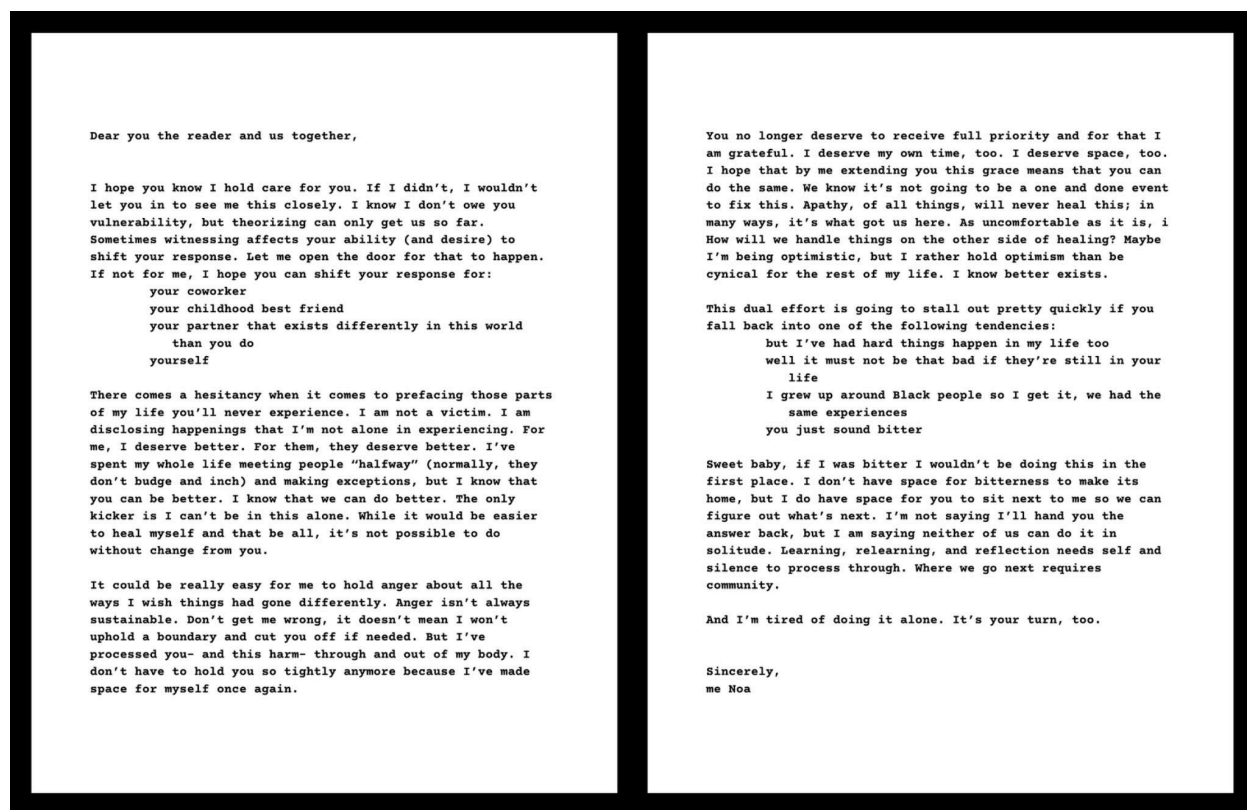 Dear you the reader and us together,
I hope you know I hold care for you. If I didn’t, I wouldn’t
let you in to see me this closely. I know I don’t owe you
vulnerability, but theorizing can only get us so far.
Sometimes witnessing affects your ability (and desire) to
shift your response. Let me open the door for that to happen.
If not for me, I hope you can shift your response for:
your coworker
your childhood best friend
your partner that exists differently in this world
than you do
yourself
There comes a hesitancy when it comes to prefacing those parts
of my life you’ll never experience. I am not a victim. I am
disclosing happenings that I’m not alone in experiencing. For
me, I deserve better. For them, they deserve better. I’ve
spent my whole life meeting people “halfway” (normally, they
don’t budge and inch) and making exceptions, but I know that
you can be better. I know that we can do better. The only
kicker is I can’t be in this alone. While it would be easier
to heal myself and that be all, it’s not possible to do
without change from you.
It could be really easy for me to hold anger about all the
ways I wish things had gone differently. Anger isn’t always
sustainable. Don’t get me wrong, it doesn’t mean I won’t
uphold a boundary and cut you off if needed. But I’ve
processed you– and this harm– through and out of my body. I
don’t have to hold you so tightly anymore because I’ve made
space for myself once again.
You no longer deserve to receive full priority and for that I
am grateful. I deserve my own time, too. I deserve space, too.
I hope that by me extending you this grace means that you can
do the same. We know it’s not going to be a one and done event
to fix this. Apathy, of all things, will never heal this; in
many ways, it’s what got us here. As uncomfortable as it is, i
How will we handle things on the other side of healing? Maybe
I’m being optimistic, but I rather hold optimism than be
cynical for the rest of my life. I know better exists.
This dual effort is going to stall out pretty quickly if you
fall back into one of the following tendencies:
but I’ve had hard things happen in my life too
well it must not be that bad if they’re still in your
life
I grew up around Black people so I get it, we had the
same experiences
you just sound bitter
Sweet baby, if I was bitter I wouldn’t be doing this in the
first place. I don’t have space for bitterness to make its
home, but I do have space for you to sit next to me so we can
figure out what’s next. I’m not saying I’ll hand you the
answer back, but I am saying neither of us can do it in
solitude. Learning, relearning, and reflection needs self and
silence to process through. Where we go next requires
community.
And I’m tired of doing it alone. It’s your turn, too.
Sincerely,
me Noa